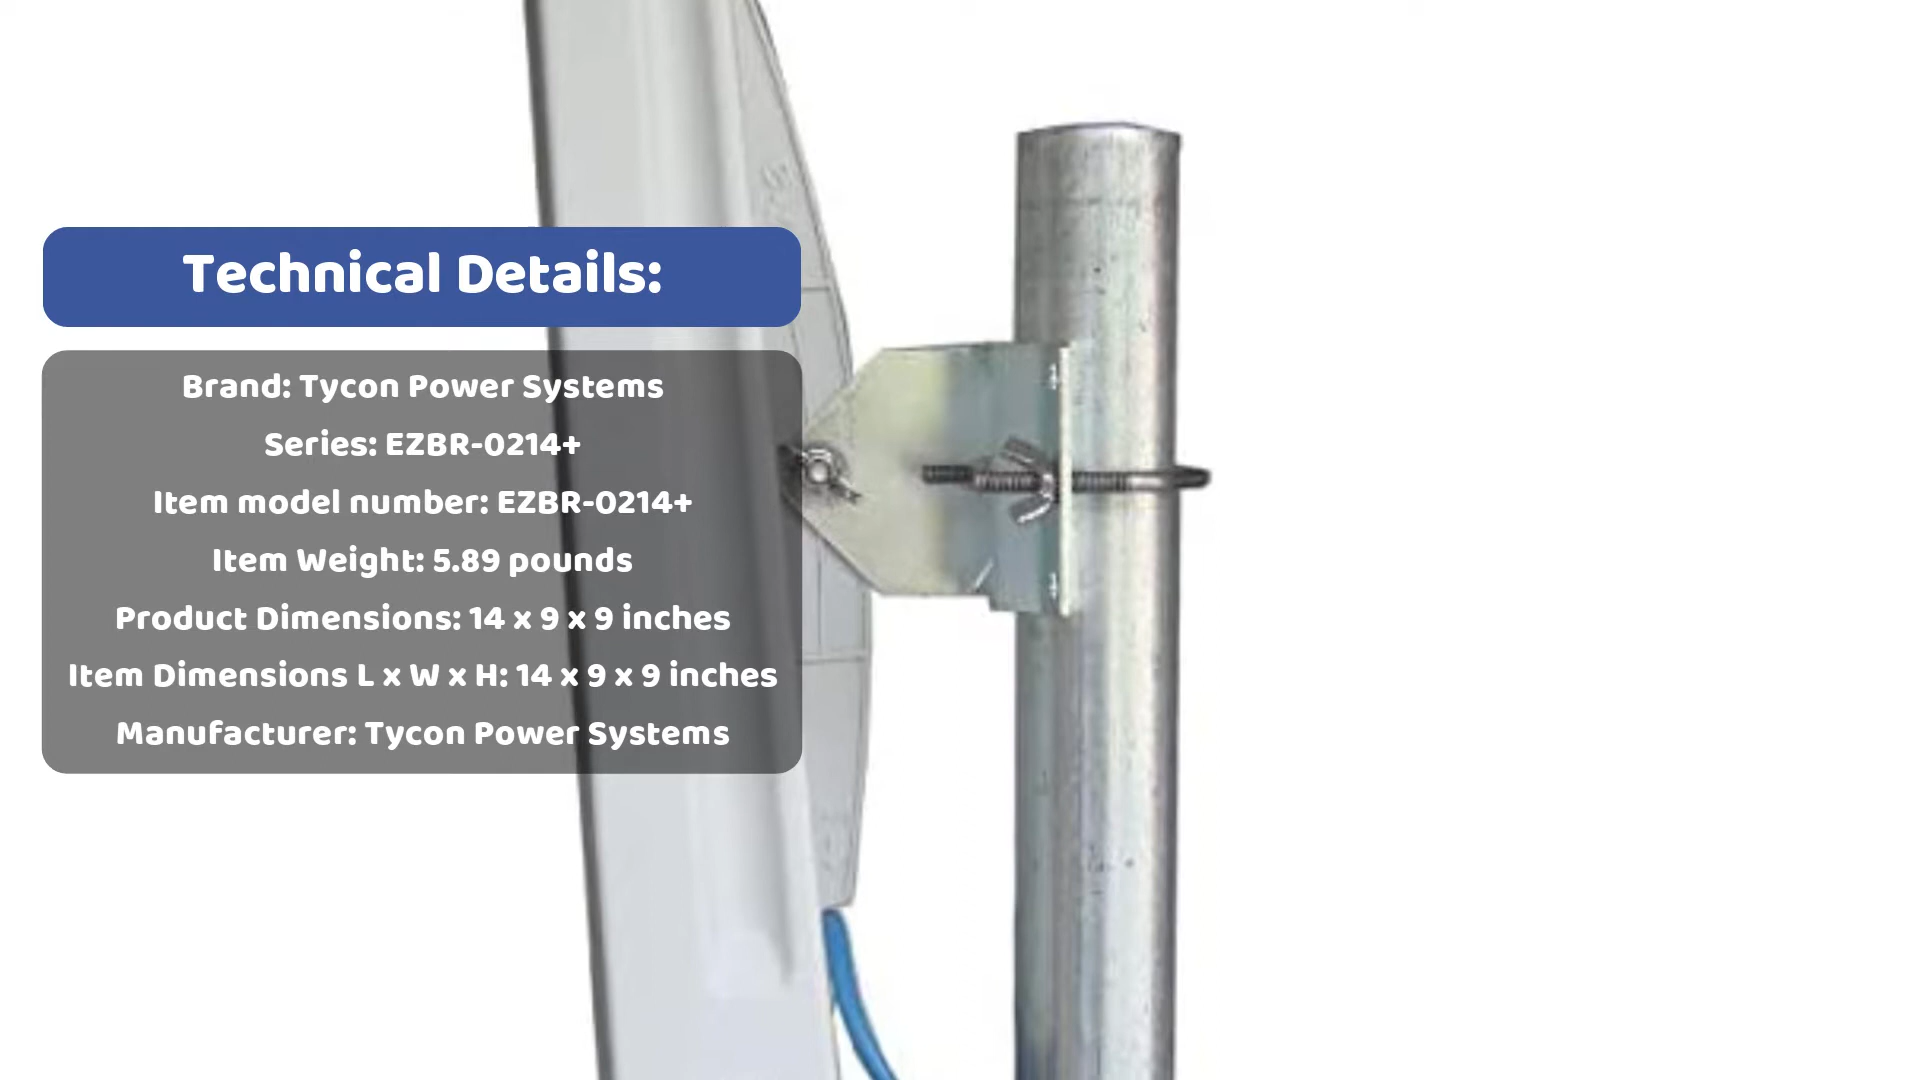 Technical Details:
Brand: Tycon Power Systems
Series: EZBR-0214+
Item model number: EZBR-0214+
Item Weight: 5.89 pounds
Product Dimensions: 14 x 9 x 9 inches
Item Dimensions L x W x H: 14 x 9 x 9 inches
Manufacturer: Tycon Power Systems